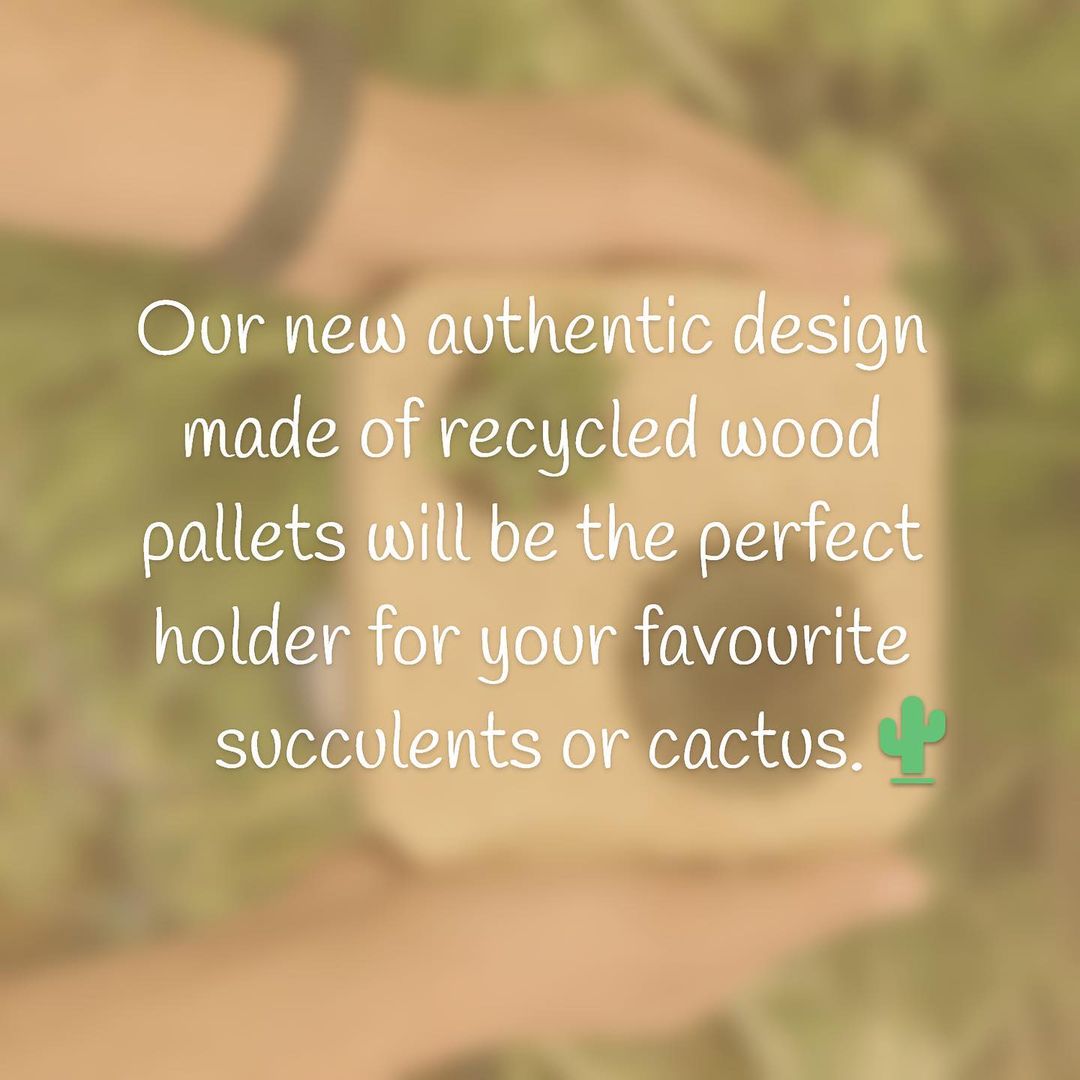 Our new authentic design
made of recycled wood
pallets will be the perfect
holder for your favourite
succulents or cactus.🌵